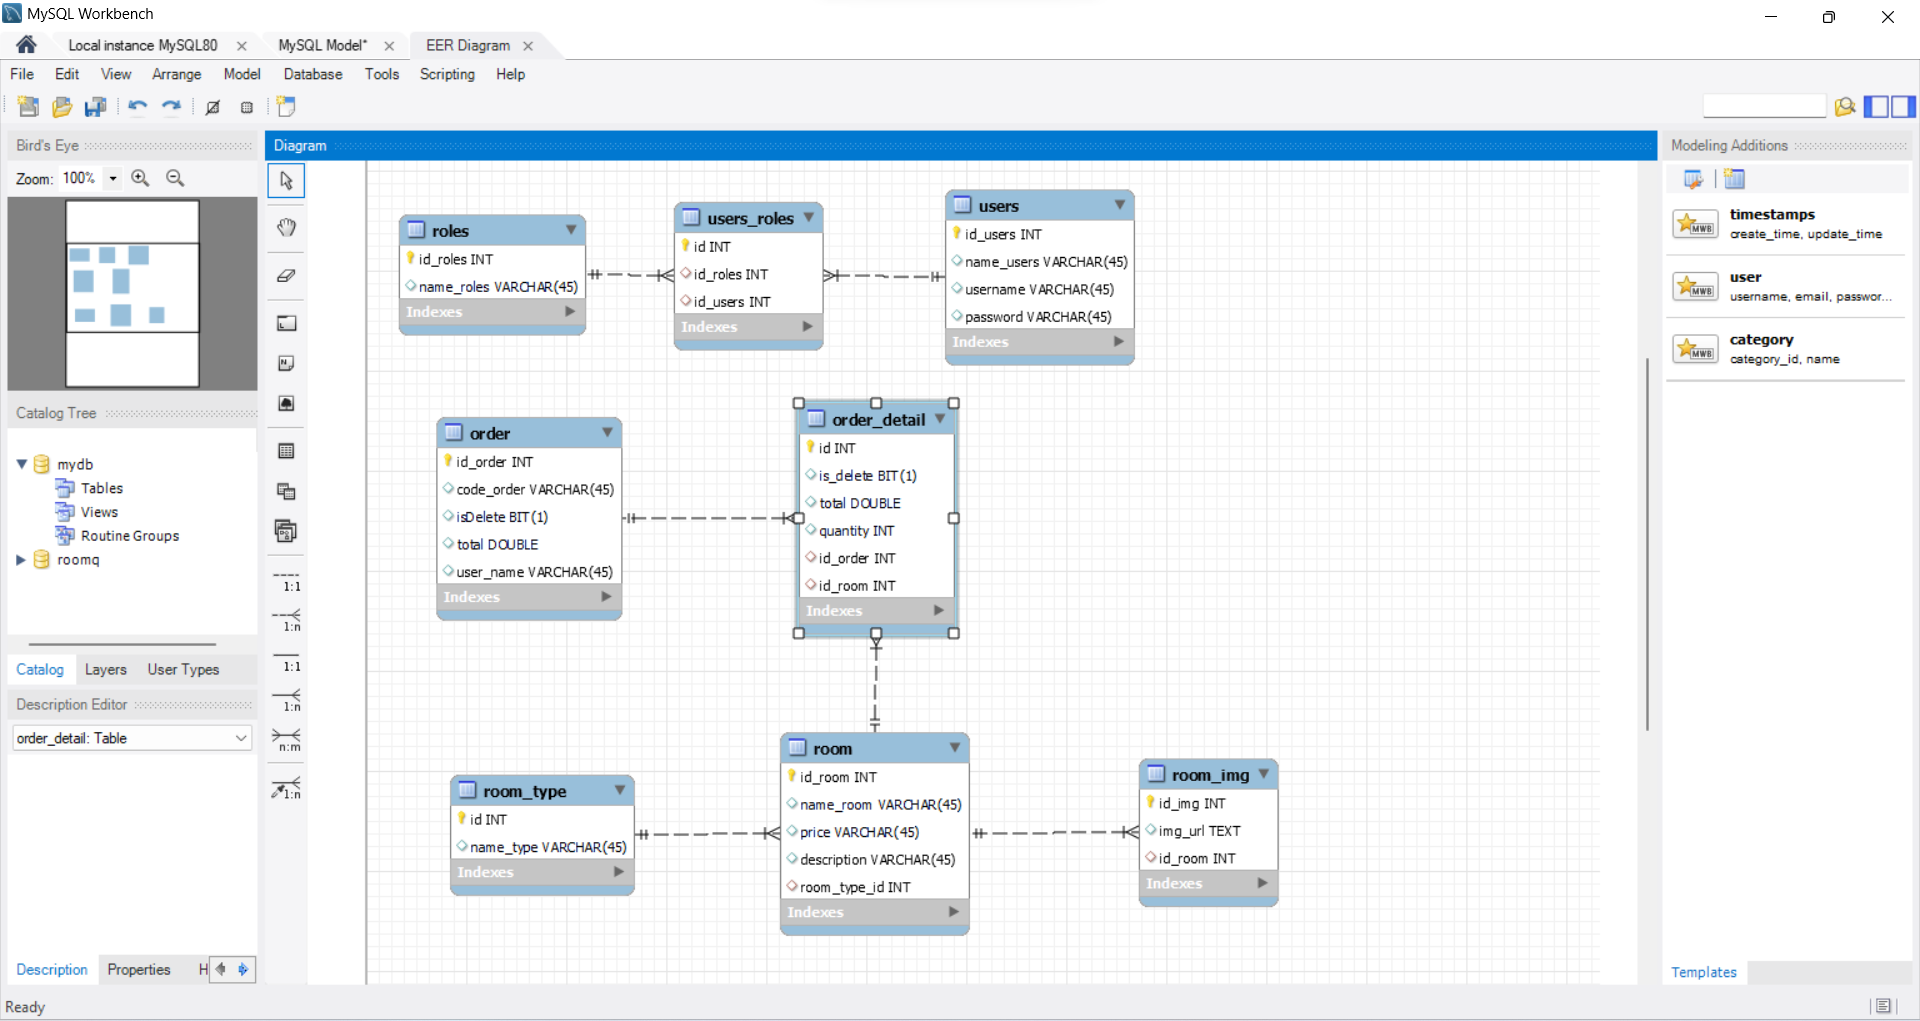 MySQL Workbench
Local instance MySQL80
MySQL Model*
EER Diagram
File Edit View Arrange Model Database Tools Scripting Help
Bird's Eye
Zoom: 100%
Catalog Tree
mydb
Tables
Views
Routine Groups
roomq
Catalog Layers User Types
Description Editor
order_detail: Table
Description Properties H
Ready
Diagram
1:1
1:n
1:1
1:n
n:m
1:n
roles
id_roles INT
name_roles VARCHAR(45)
Indexes
users_roles
id INT
id_roles INT
id_users INT
Indexes
users
id_users INT
name_users VARCHAR(45)
username VARCHAR(45)
password VARCHAR(45)
Indexes
order
id_order INT
code_order VARCHAR(45)
isDelete BIT(1)
total DOUBLE
user_name VARCHAR(45)
Indexes
order_detail
id INT
is_delete BIT(1)
total DOUBLE
quantity INT
id_order INT
id_room INT
Indexes
room_type
id INT
name_type VARCHAR(45)
Indexes
room
id_room INT
name_room VARCHAR(45)
price VARCHAR(45)
description VARCHAR(45)
room_type_id INT
Indexes
room_img
id_img INT
img_url TEXT
id_room INT
Indexes
Modeling Additions
MWB
timestamps
create_time, update_time
MWB
user
username, email, passwor...
MWB
category
category_id, name
Templates